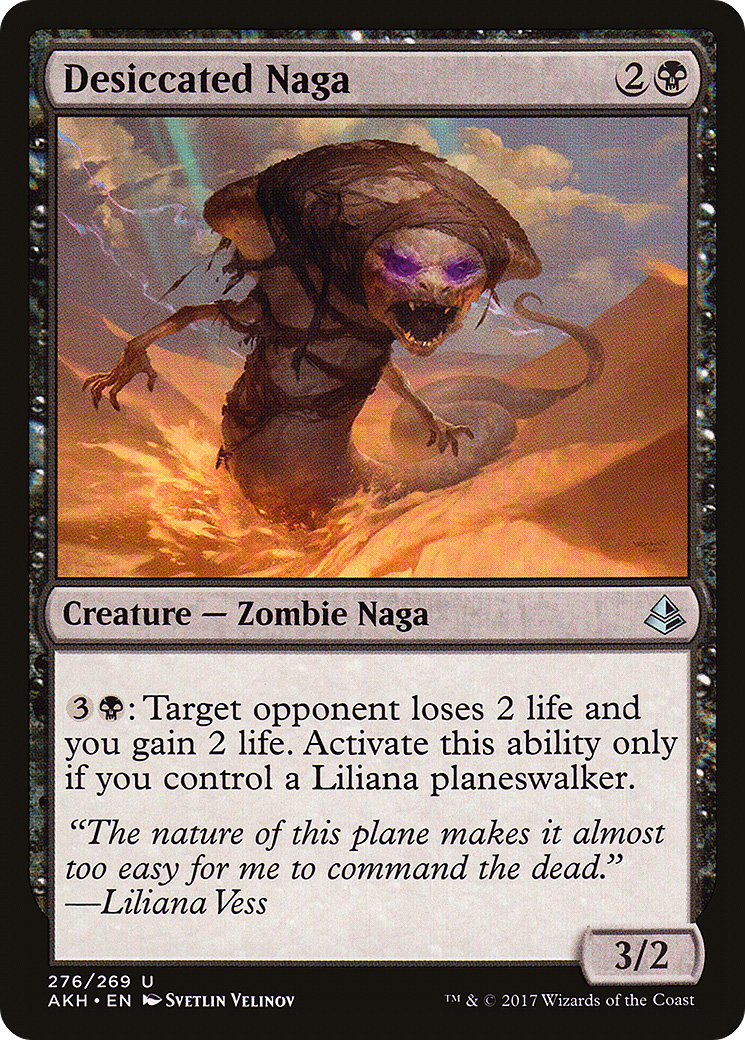 Desiccated Naga 2
Creature — Zombie Naga
3: Target opponent loses 2 life and
you gain 2 life. Activate this ability only
if you control a Liliana planeswalker.
“The nature of this plane makes it almost
too easy for me to command the dead.”
—Liliana Vess
3/2
276/269 U
AKH • EN Svetlin Velinov ™ & © 2017 Wizards of the Coast